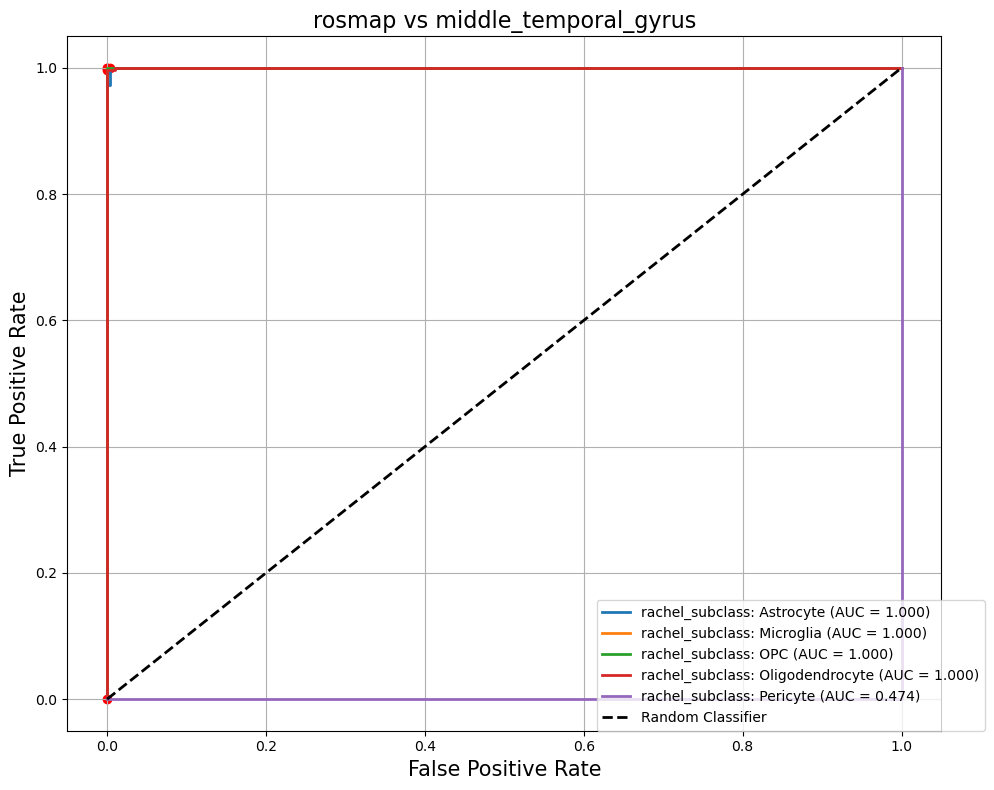 rosmap vs middle_temporal_gyrus
True Positive Rate
1.0
0.8
0.6
0.4
0.2
0.0
rachel_subclass: Astrocyte (AUC = 1.000)
rachel_subclass: Microglia (AUC = 1.000)
rachel_subclass: OPC (AUC = 1.000)
rachel_subclass: Oligodendrocyte (AUC = 1.000)
rachel_subclass: Pericyte (AUC = 0.474)
Random Classifier
0.0
0.2
0.4
0.6
0.8
1.0
False Positive Rate